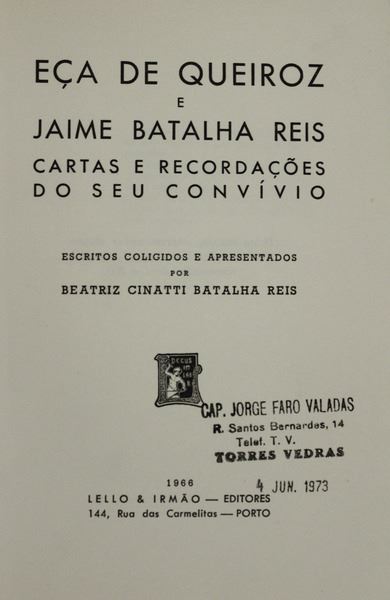 EÇA DE QUEIROZ
E
JAIME BATALHA REIS
CARTAS E RECORDAÇÕES
DO SEU CONVÍVIO
ESCRITOS COLIGIDOS E APRESENTADOS
POR
BEATRIZ CINATTI BATALHA REIS
DECUS
IN
CAP. JORGE FARO VALADAS
R. Santos Bernardes, 14
Telef. T. V.
TORRES VEDRAS
4 JUN. 1973
1966
LELLO & IRMÃO — EDITORES
144, Rua das Carmelitas — PORTO